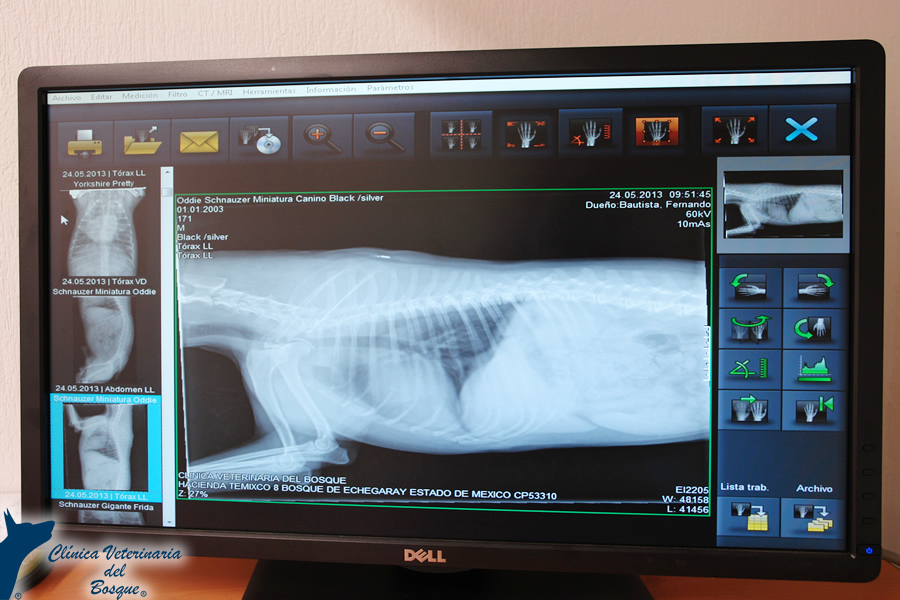 Archivo Editar Medición Filtro CT / MRI Herramientas Información Parámetros
24.05.2013 | Tórax LL
Yorkshire Pretty
24.05.2013 | Tórax VD
Schnauzer Miniatura Oddie
24.05.2013 | Abdomen LL
Schnauzer Miniatura Oddie
24.05.2013 | Tórax LL
Schnauzer Gigante Frida
Oddie Schnauzer Miniatura Canino Black /silver
01.01.2003
171
M
Black /silver
Tórax LL
Tórax LL
24.05.2013 09:51:45
Dueño:Bautista, Fernando
60kV
10mAs
CLINICA VETERINARIA DEL BOSQUE
HACIENDA TEMIXCO 8 BOSQUE DE ECHEGARAY ESTADO DE MEXICO CP53310
Z: 27%
EI2205
W: 48158
L: 41456
Lista trab.
Archivo
DELL
Clínica Veterinaria
del
Bosque®
®